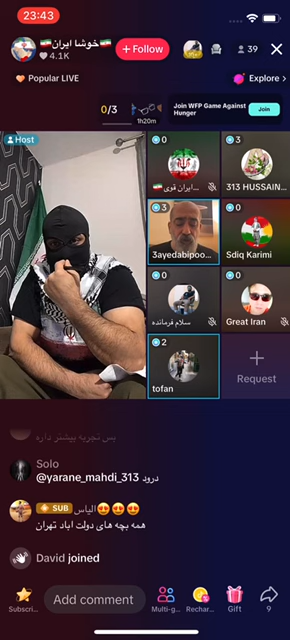 23:43
🇮🇷خوشا ایران🇮🇷
4.1K
+ Follow
39
Popular LIVE
Explore >
0/3
1h20m
Join WFP Game Against Hunger
Join
Host
0
ایران قوی...
3
313 HUSSAIN...
3
3ayedabipoo...
0
Sdiq Karimi
0
سلام فرمانده
0
Great Iran
2
tofan
+
Request
بس تجربه بیشتر داره
Solo
@yarane_mahdi_313 درود
SUB الیاس😍😍😍
همه بچه های دولت اباد تهران
David joined
Subscri...
Add comment
Multi-g...
Rechar...
Gift
9